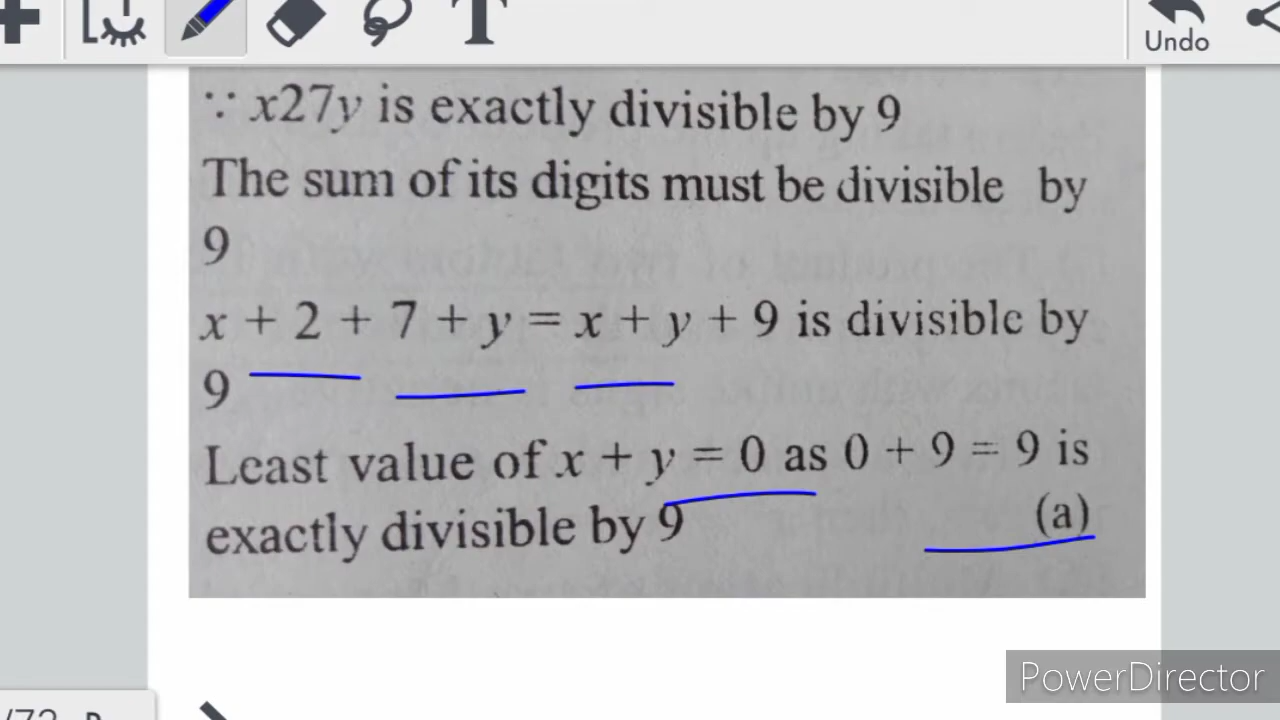 T
Undo
∵ x27y is exactly divisible by 9
The sum of its digits must be divisible by
9
x + 2 + 7 + y = x + y + 9 is divisible by
9
Least value of x + y = 0 as 0 + 9 = 9 is
exactly divisible by 9 (a)
PowerDirector